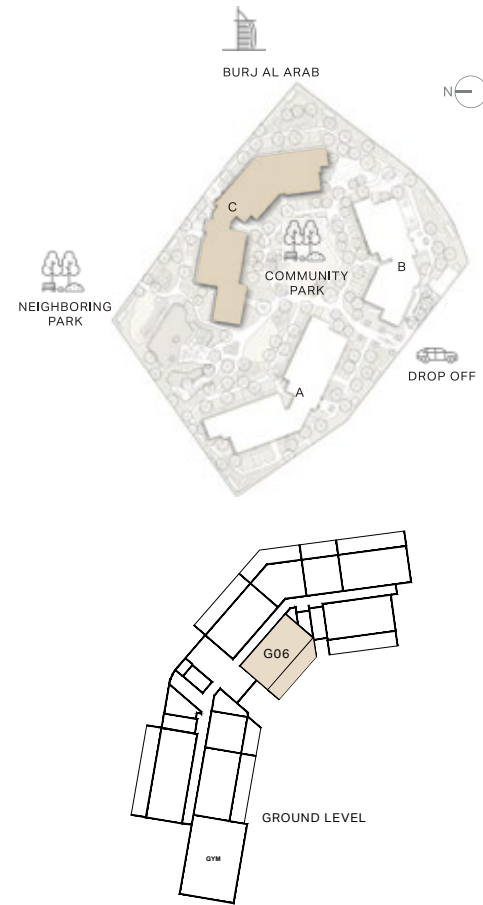 BURJ AL ARAB
N
C
COMMUNITY
PARK
B
NEIGHBORING
PARK
DROP OFF
A
G06
GROUND LEVEL
GYM